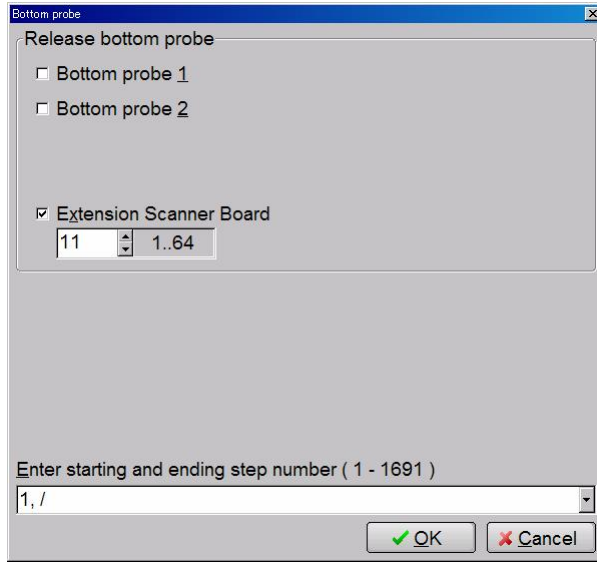 Bottom probe
Release bottom probe
Bottom probe 1
Bottom probe 2
Extension Scanner Board
11 1..64
Enter starting and ending step number ( 1 - 1691 )
1, /
OK Cancel